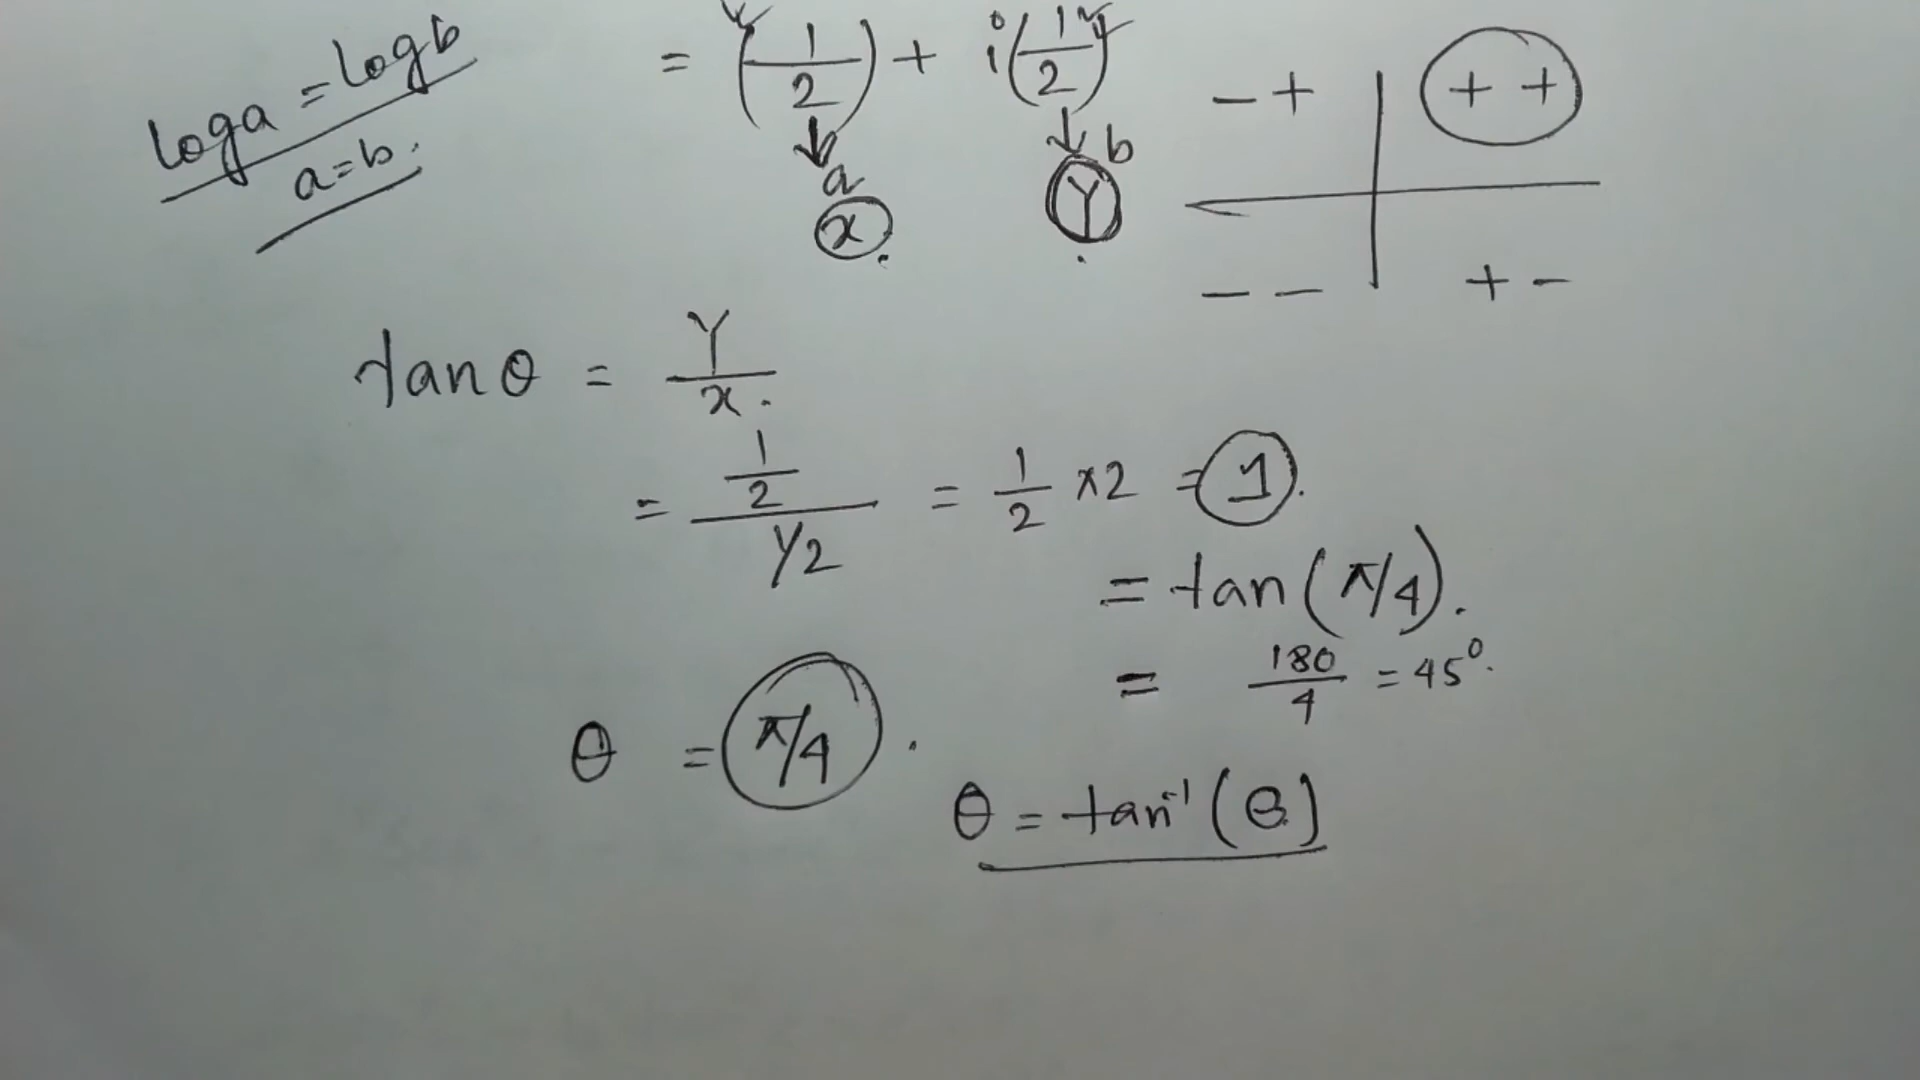 log a = log b
a = b.
= (1/2) + i(1/2)
a b
x. Y.
- + | + +
- - | + -
tan θ = Y/x.
= (1/2)/(1/2) = 1/2 × 2 = 1.
= tan(π/4).
= 180/4 = 45°.
θ = π/4.
θ = tan⁻¹(θ)